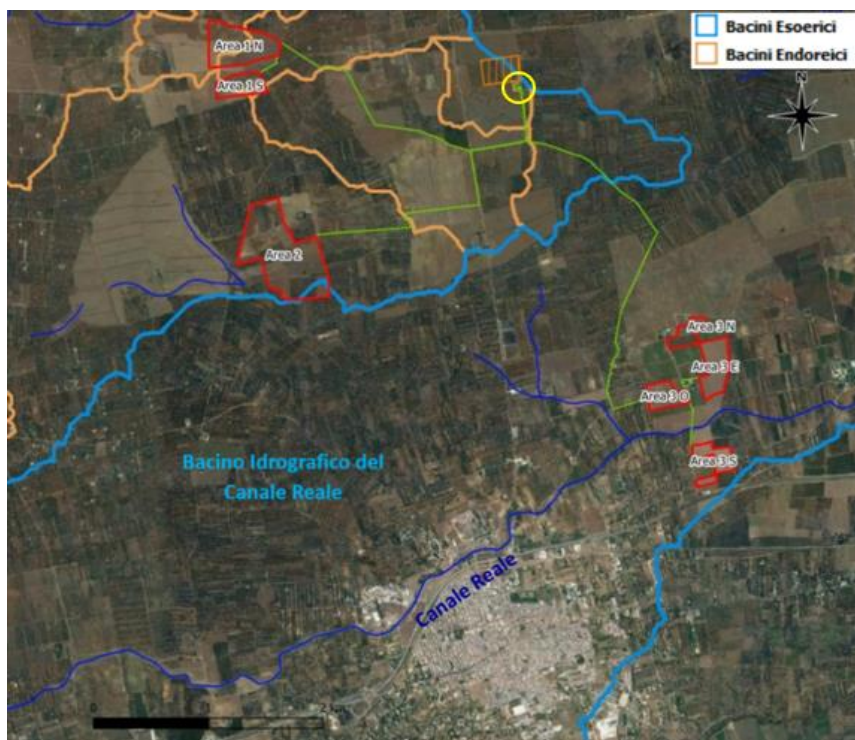 Bacini Esoerici
Bacini Endoreici
N
Area 1 N
Area 1 S
Area 2
Area 3 N
Area 3 E
Area 3 O
Area 3 S
Bacino Idrografico del
Canale Reale
Canale Reale
0